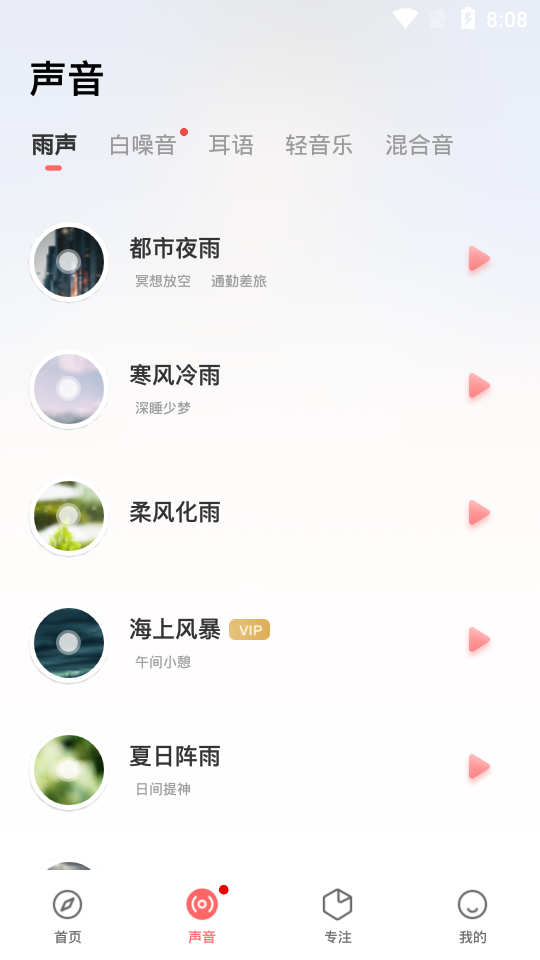 8:08
声音
雨声 白噪音 耳语 轻音乐 混合音
都市夜雨
冥想放空 通勤差旅
寒风冷雨
深睡少梦
柔风化雨
海上风暴 VIP
午间小憩
夏日阵雨
日间提神
首页 声音 专注 我的